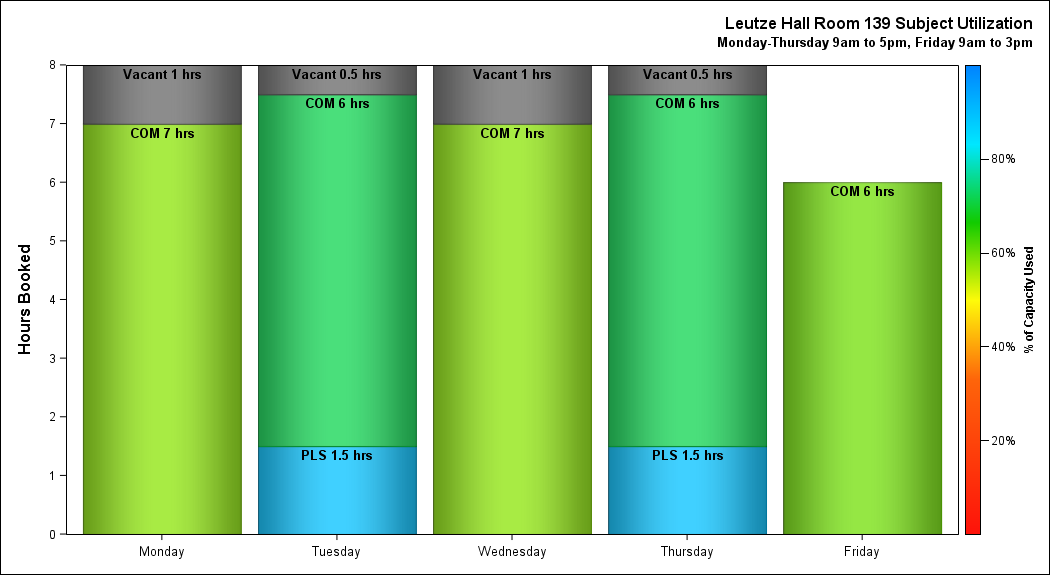 Leutze Hall Room 139 Subject Utilization
Monday-Thursday 9am to 5pm, Friday 9am to 3pm
Hours Booked
8
7
6
5
4
3
2
1
0
Vacant 1 hrs
COM 7 hrs
Vacant 0.5 hrs
COM 6 hrs
PLS 1.5 hrs
Vacant 1 hrs
COM 7 hrs
Vacant 0.5 hrs
COM 6 hrs
PLS 1.5 hrs
COM 6 hrs
Monday
Tuesday
Wednesday
Thursday
Friday
80%
60%
40%
20%
% of Capacity Used